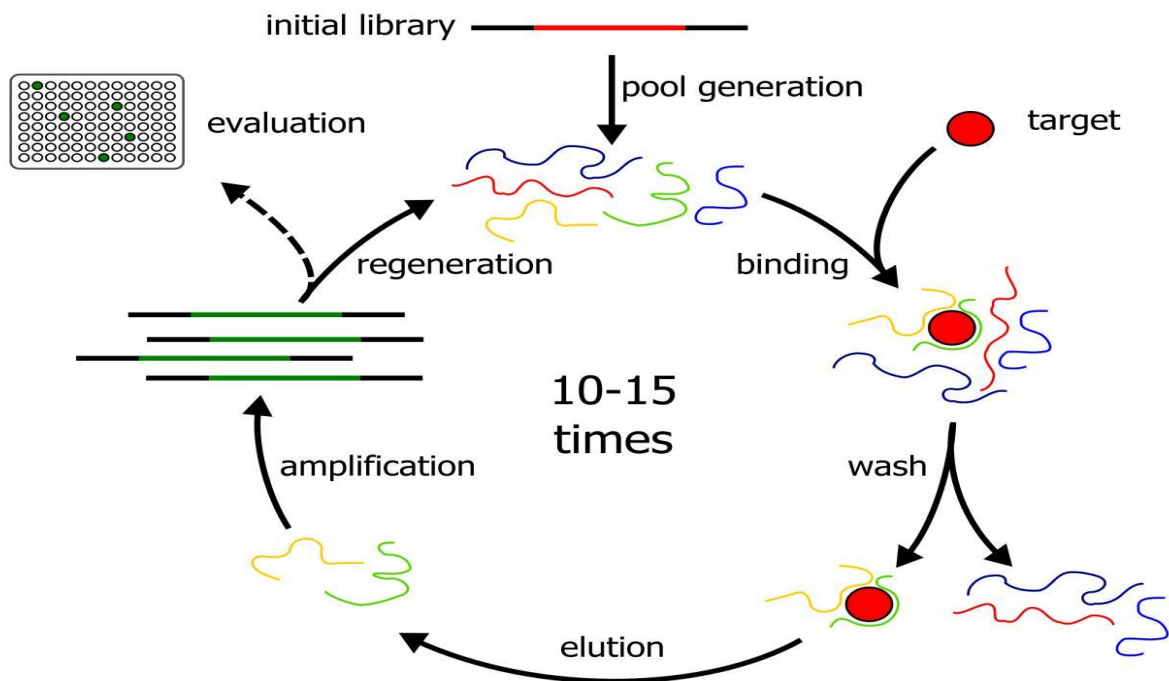 initial library
pool generation
target
evaluation
regeneration
binding
10-15
times
amplification
wash
elution